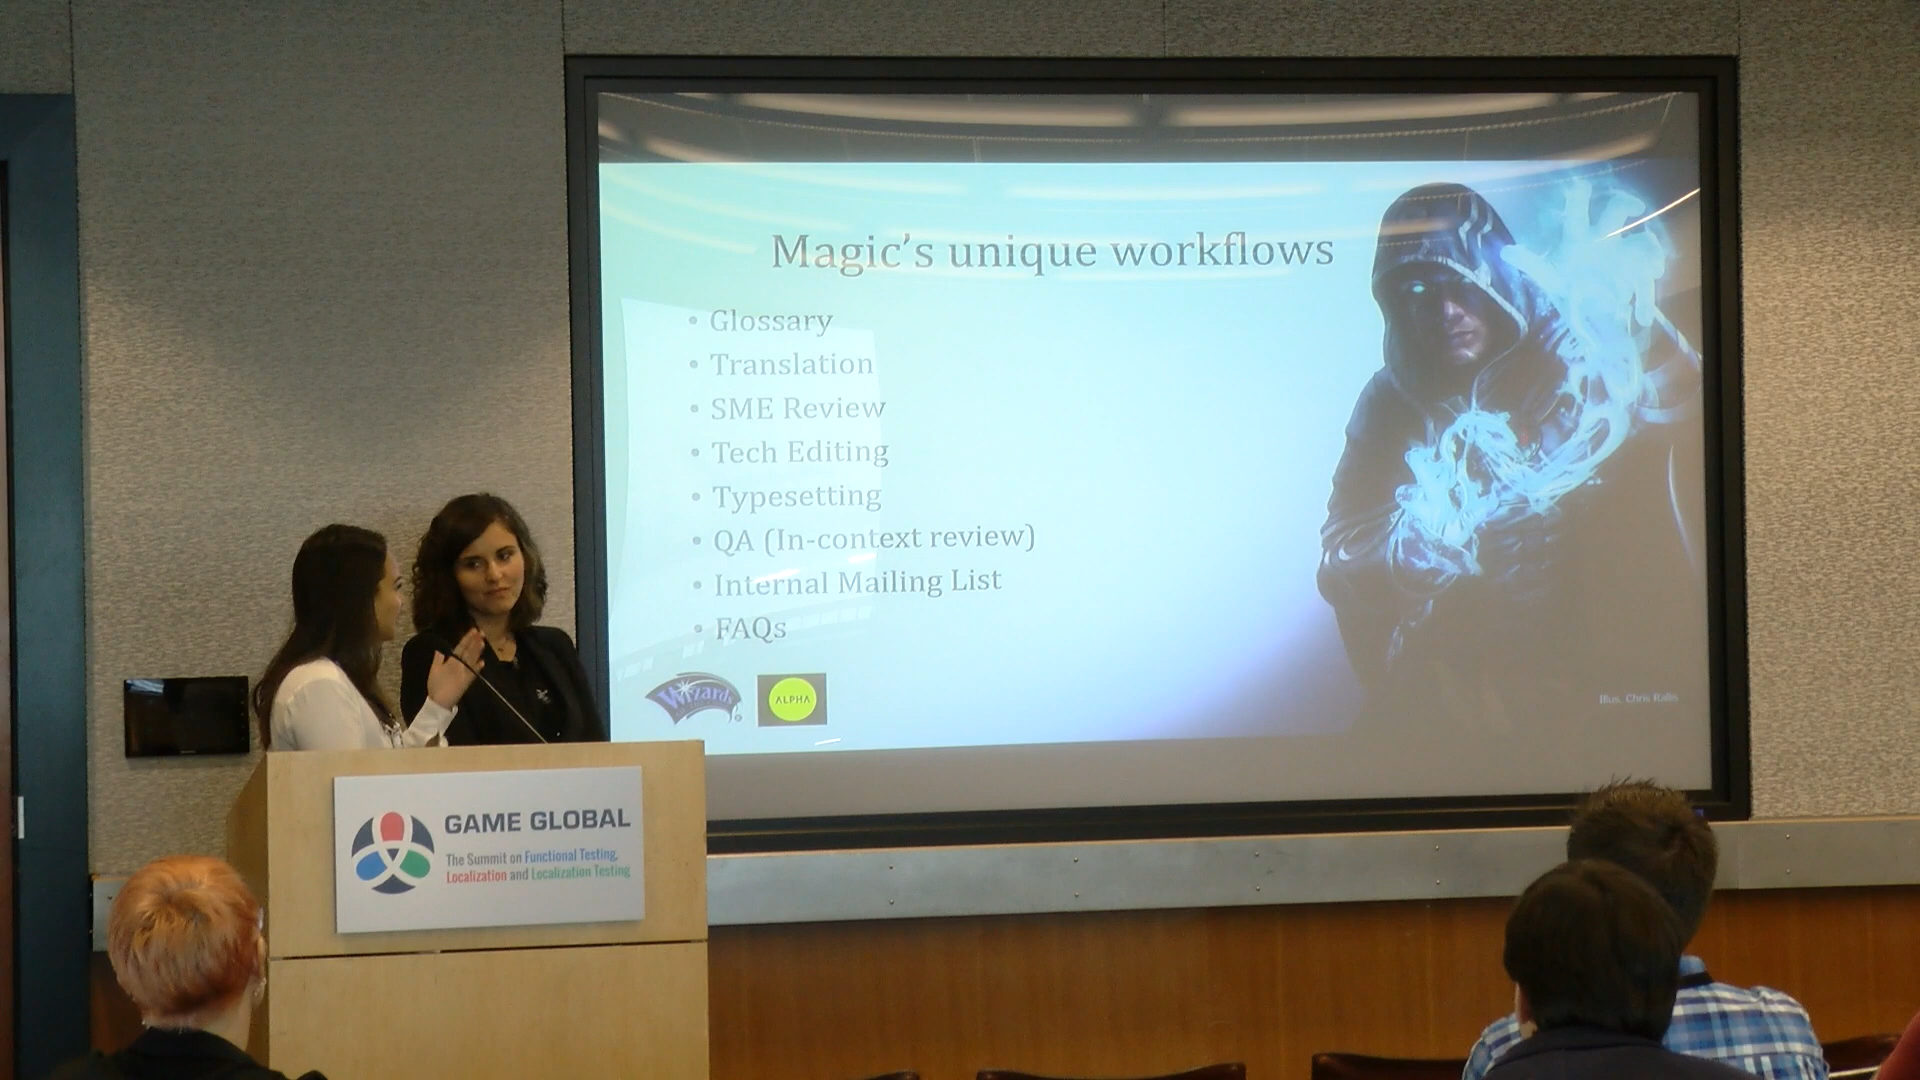 Magic's unique workflows
• Glossary
• Translation
• SME Review
• Tech Editing
• Typesetting
• QA (In-context review)
• Internal Mailing List
• FAQs
Wizards
ALPHA
Illus. Chris Rallis
GAME GLOBAL
The Summit on Functional Testing,
Localization and Localization Testing